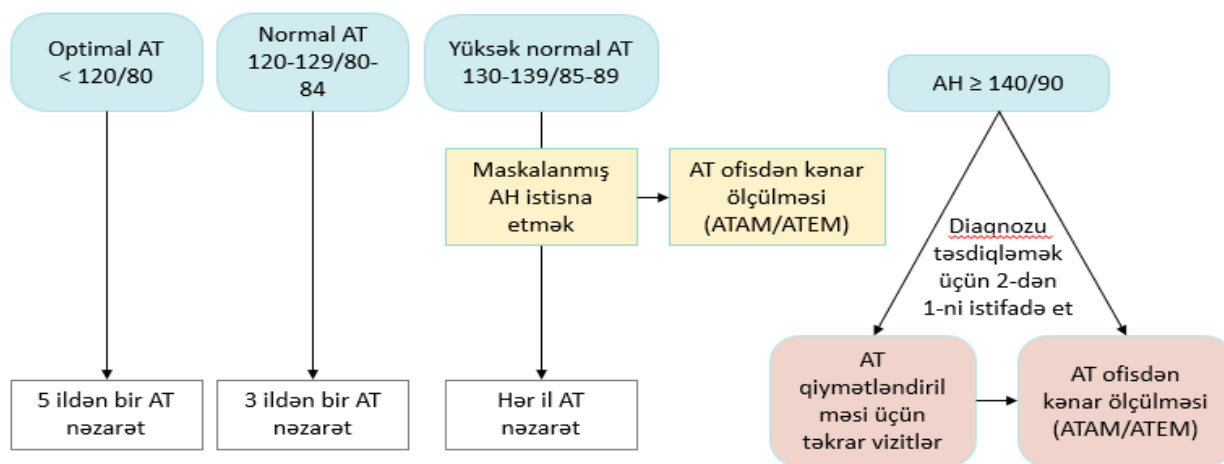 Optimal AT
< 120/80
Normal AT
120-129/80-
84
Yüksək normal AT
130-139/85-89
AH ≥ 140/90
Maskalanmış
AH istisna
etmək
AT ofisdən kənar
ölçülməsi
(ATAM/ATEM)
Diaqnozu
təsdiqləmək
üçün 2-dən
1-ni istifadə et
5 ildən bir AT
nəzarət
3 ildən bir AT
nəzarət
Hər il AT
nəzarət
AT
qiymətləndiril
məsi üçün
təkrar vizitlər
AT ofisdən
kənar ölçülməsi
(ATAM/ATEM)